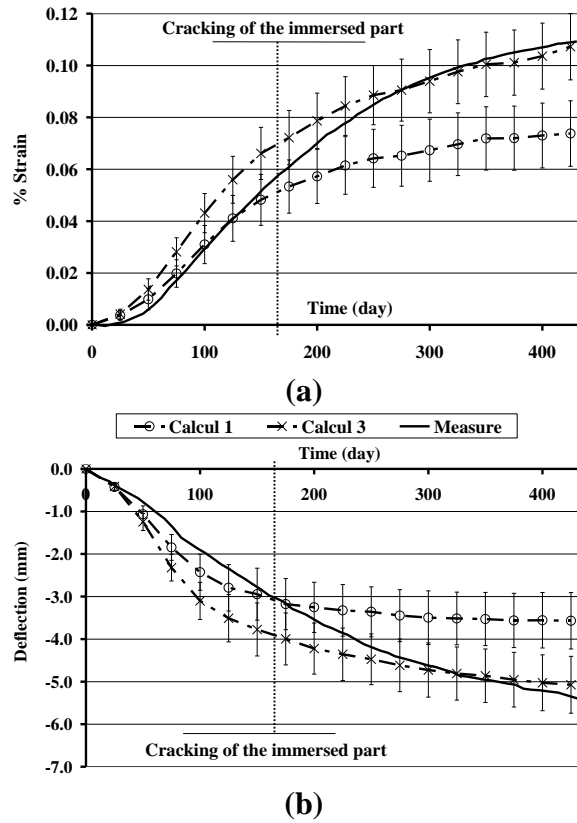 (a)
Cracking of the immersed part
% Strain
0.10
0.08
0.06
0.04
0.02
0.00
Time (day)
0 100 200 300 400
(a)
Calcul 1 Calcul 3 Measure
Time (day)
0 100 200 300 400
Deflection (mm)
0.0
-1.0
-2.0
-3.0
-4.0
-5.0
-6.0
-7.0
Cracking of the immersed part
(b)